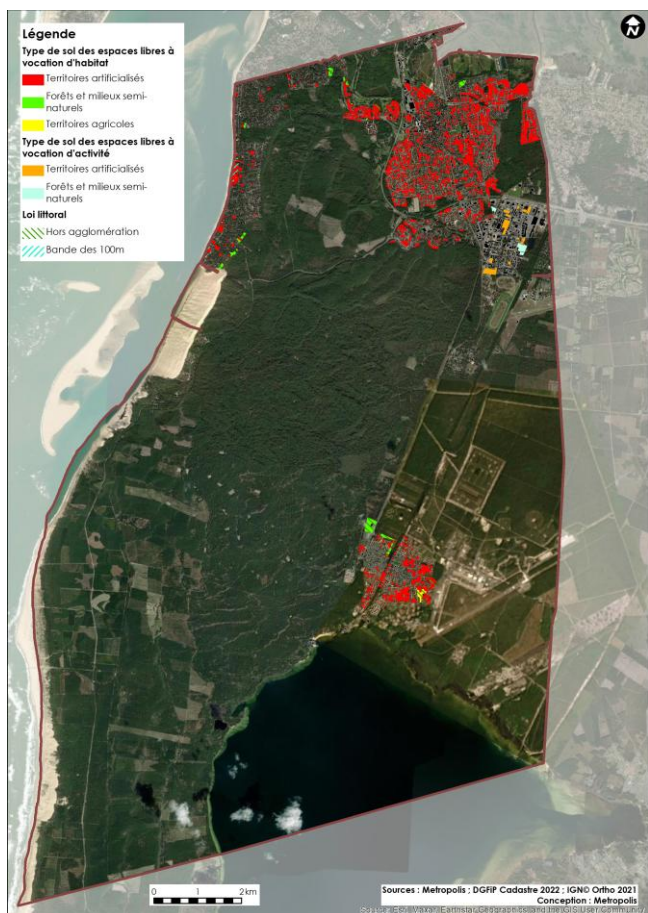 Légende
Type de sol des espaces libres à
vocation d'habitat
Territoires artificialisés
Forêts et milieux semi-
naturels
Territoires agricoles
Type de sol des espaces libres à
vocation d'activité
Territoires artificialisés
Forêts et milieux semi-
naturels
Loi littoral
Hors agglomération
Bande des 100m
0 1 2 km
Sources : Metropolis ; DGFiP Cadastre 2022 ; IGN© Ortho 2021
Conception : Metropolis